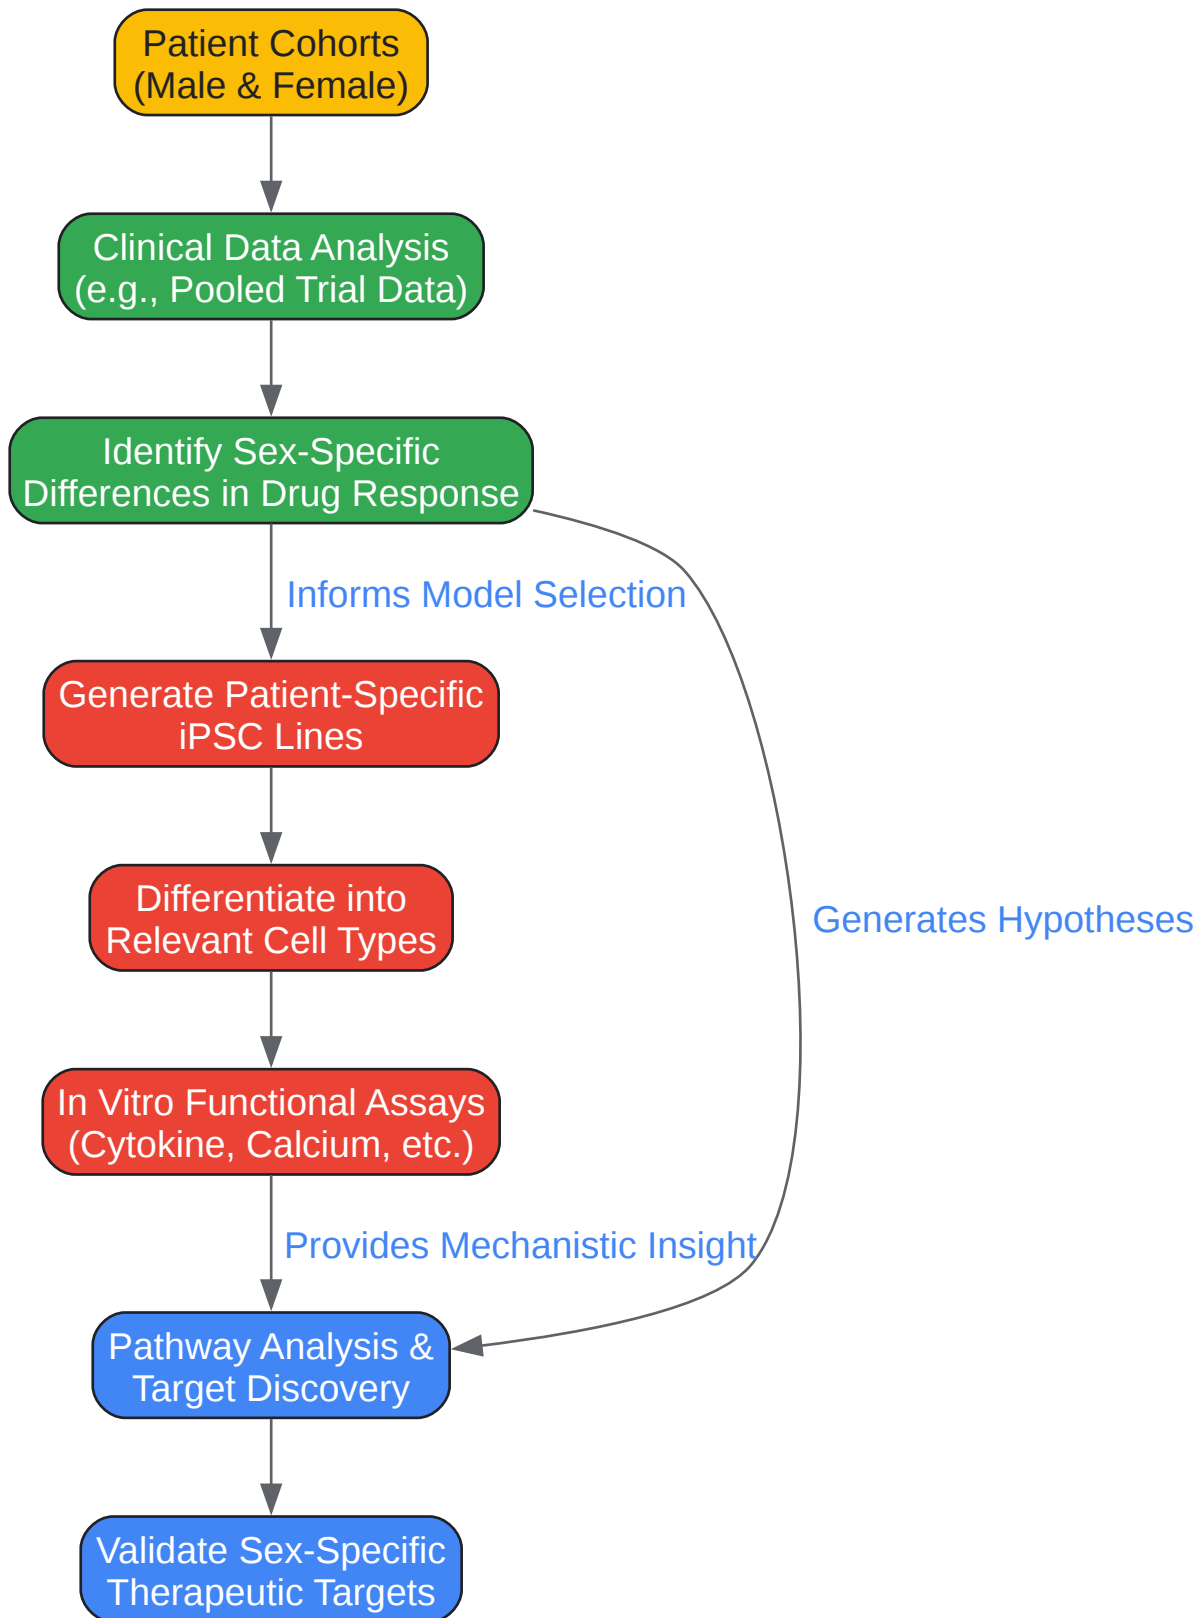 Patient Cohorts
(Male & Female)
Clinical Data Analysis
(e.g., Pooled Trial Data)
Identify Sex-Specific
Differences in Drug Response
Informs Model Selection
Generate Patient-Specific
iPSC Lines
Differentiate into
Relevant Cell Types
Generates Hypotheses
In Vitro Functional Assays
(Cytokine, Calcium, etc.)
Provides Mechanistic Insight
Pathway Analysis &
Target Discovery
Validate Sex-Specific
Therapeutic Targets